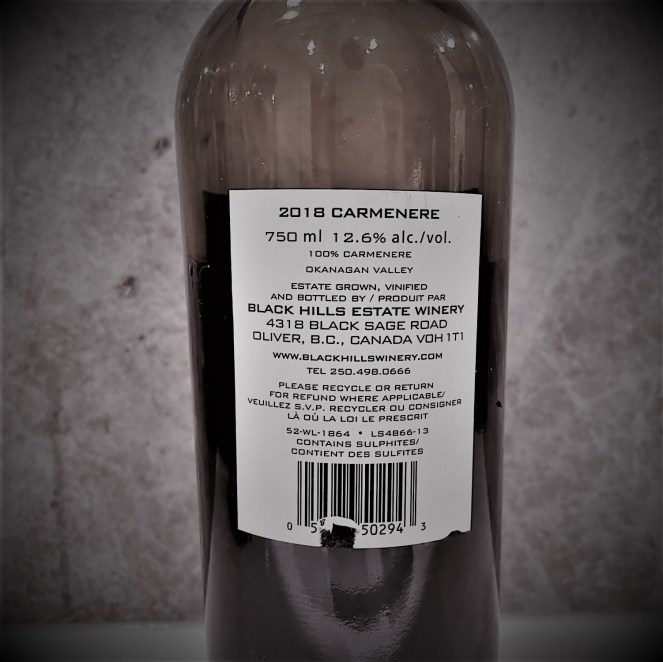 2018 CARMENERE
750 ml 12.6% alc./vol.
100% CARMENERE
OKANAGAN VALLEY
ESTATE GROWN, VINIFIED
AND BOTTLED BY / PRODUIT PAR
BLACK HILLS ESTATE WINERY
4318 BLACK SAGE ROAD
OLIVER, B.C., CANADA V0H 1T1
WWW.BLACKHILLSWINERY.COM
TEL 250.498.0666
PLEASE RECYCLE OR RETURN
FOR REFUND WHERE APPLICABLE/
VEUILLEZ S.V.P. RECYCLER OU CONSIGNER
LÀ OÙ LA LOI LE PRESCRIT
52-WL-1864 • LS4866-13
CONTAINS SULPHITES/
CONTIENT DES SULFITES
0 50294 3